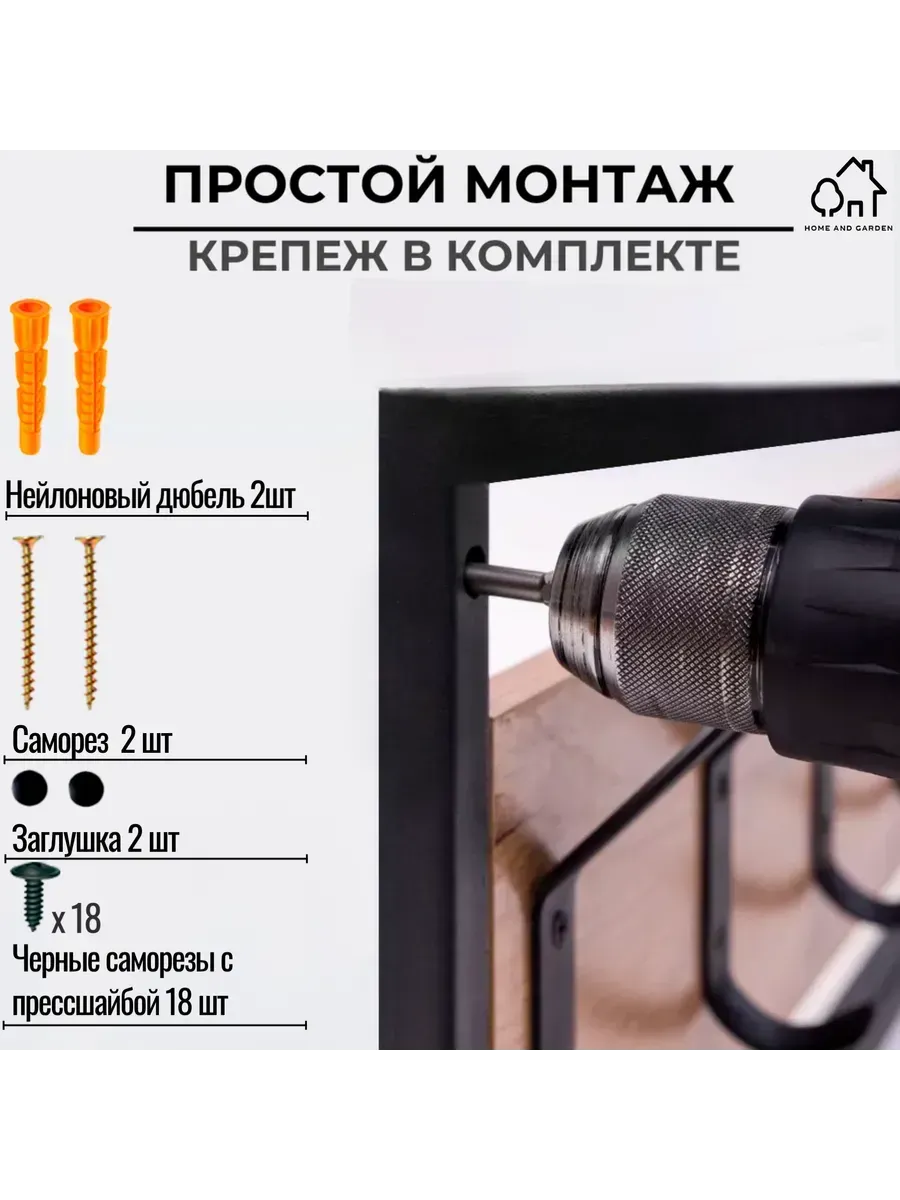 ПРОСТОЙ МОНТАЖ
HOME AND GARDEN
КРЕПЕЖ В КОМПЛЕКТЕ
Нейлоновый дюбель 2шт
Саморез 2 шт
Заглушка 2 шт
x 18
Черные саморезы с
прессшайбой 18 шт